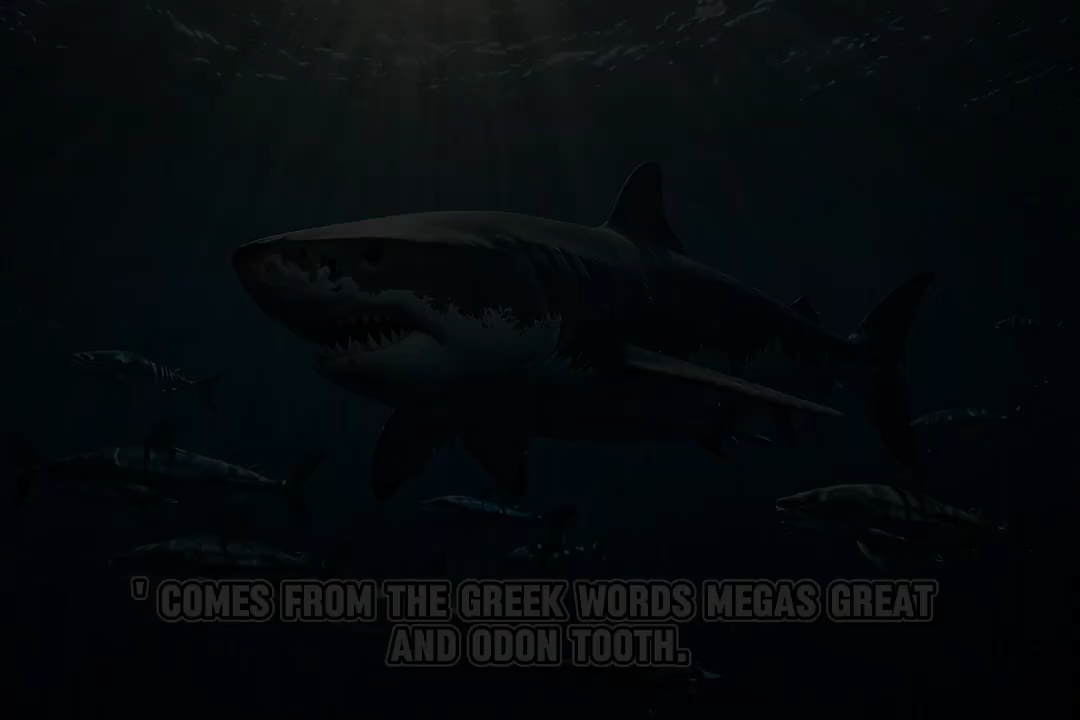 ' COMES FROM THE GREEK WORDS MEGAS GREAT
AND ODON TOOTH.